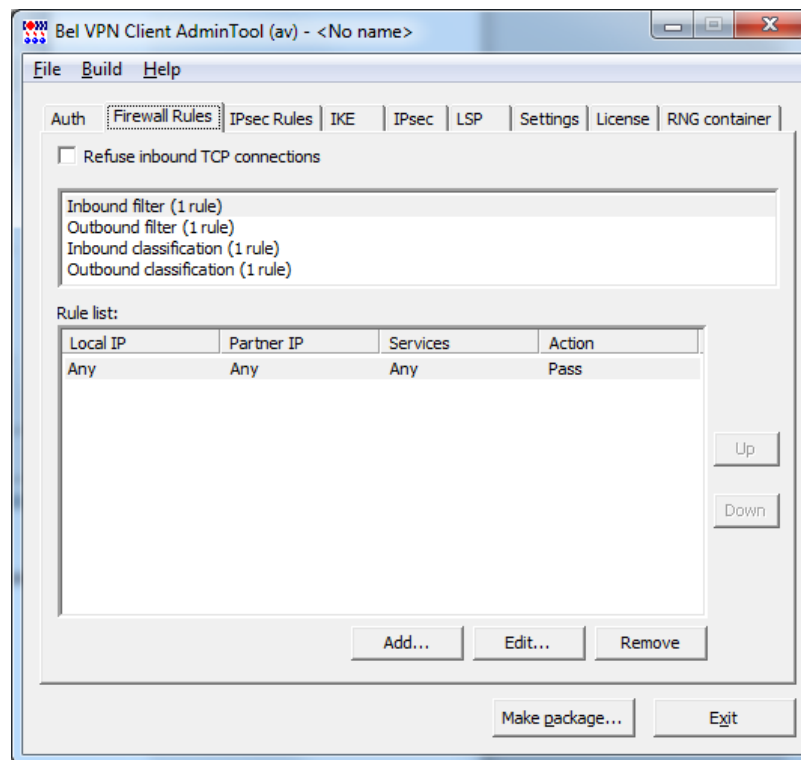 Bel VPN Client AdminTool (av) - <No name>
File Build Help
Auth Firewall Rules IPsec Rules IKE IPsec LSP Settings License RNG container
Refuse inbound TCP connections
Inbound filter (1 rule)
Outbound filter (1 rule)
Inbound classification (1 rule)
Outbound classification (1 rule)
Rule list:
Local IP Partner IP Services Action
Any Any Any Pass
Up
Down
Add... Edit... Remove
Make package... Exit